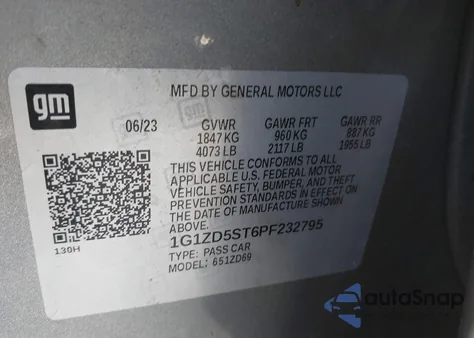 gm
MFD BY GENERAL MOTORS LLC
06/23 GVWR GAWR FRT GAWR RR
1847 KG 960 KG 887 KG
4073 LB 2117 LB 1955 LB
THIS VEHICLE CONFORMS TO ALL
APPLICABLE U.S. FEDERAL MOTOR
VEHICLE SAFETY, BUMPER, AND THEFT
PREVENTION STANDARDS IN EFFECT ON
THE DATE OF MANUFACTURE SHOWN
ABOVE.
1G1ZD5ST6PF232795
130H
TYPE: PASS CAR
MODEL: 651ZD69
autoSnap